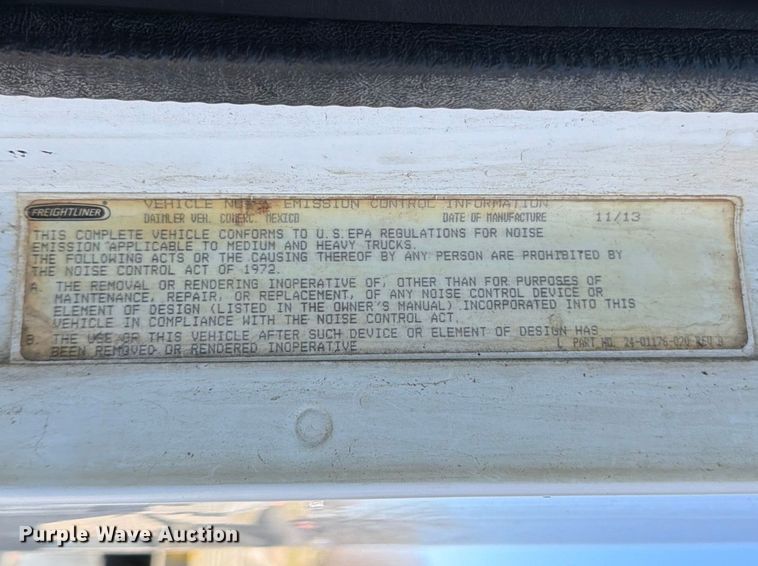 FREIGHTLINER
VEHICLE NOISE EMISSION CONTROL INFORMATION
DAIMLER VEH. COMERC. MEXICO DATE OF MANUFACTURE 11/13
THIS COMPLETE VEHICLE CONFORMS TO U.S.EPA REGULATIONS FOR NOISE
EMISSION APPLICABLE TO MEDIUM AND HEAVY TRUCKS.
THE FOLLOWING ACTS OR THE CAUSING THEREOF BY ANY PERSON ARE PROHIBITED BY
THE NOISE CONTROL ACT OF 1972.
A. THE REMOVAL OR RENDERING INOPERATIVE OF, OTHER THAN FOR PURPOSES OF
MAINTENANCE, REPAIR, OR REPLACEMENT, OF ANY NOISE CONTROL DEVICE OR
ELEMENT OF DESIGN (LISTED IN THE OWNER'S MANUAL) INCORPORATED INTO THIS
VEHICLE IN COMPLIANCE WITH THE NOISE CONTROL ACT.
B. THE USE OR THIS VEHICLE AFTER SUCH DEVICE OR ELEMENT OF DESIGN HAS
BEEN REMOVED OR RENDERED INOPERATIVE
PART NO. 24-01176-020 REV D
Purple Wave Auction®